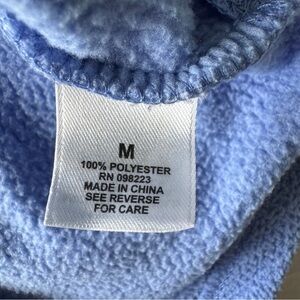 M
100% POLYESTER
RN 098223
MADE IN CHINA
SEE REVERSE
FOR CARE